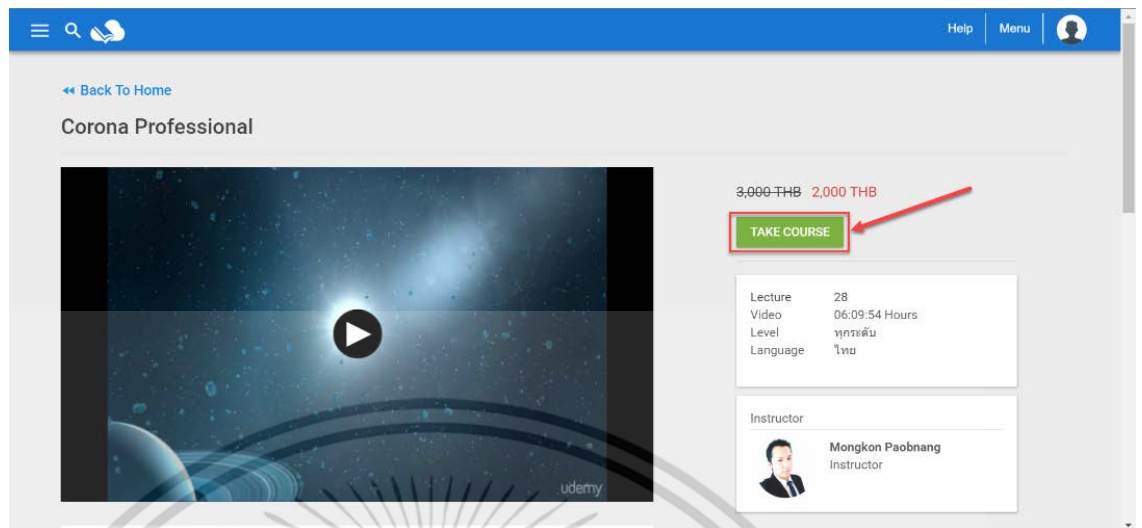 Help Menu
Back To Home
Corona Professional
3,000 THB 2,000 THB
TAKE COURSE
Lecture 28
Video 06:09:54 Hours
Level ทุกระดับ
Language ไทย
Instructor
Mongkon Paobnang
Instructor
udemy